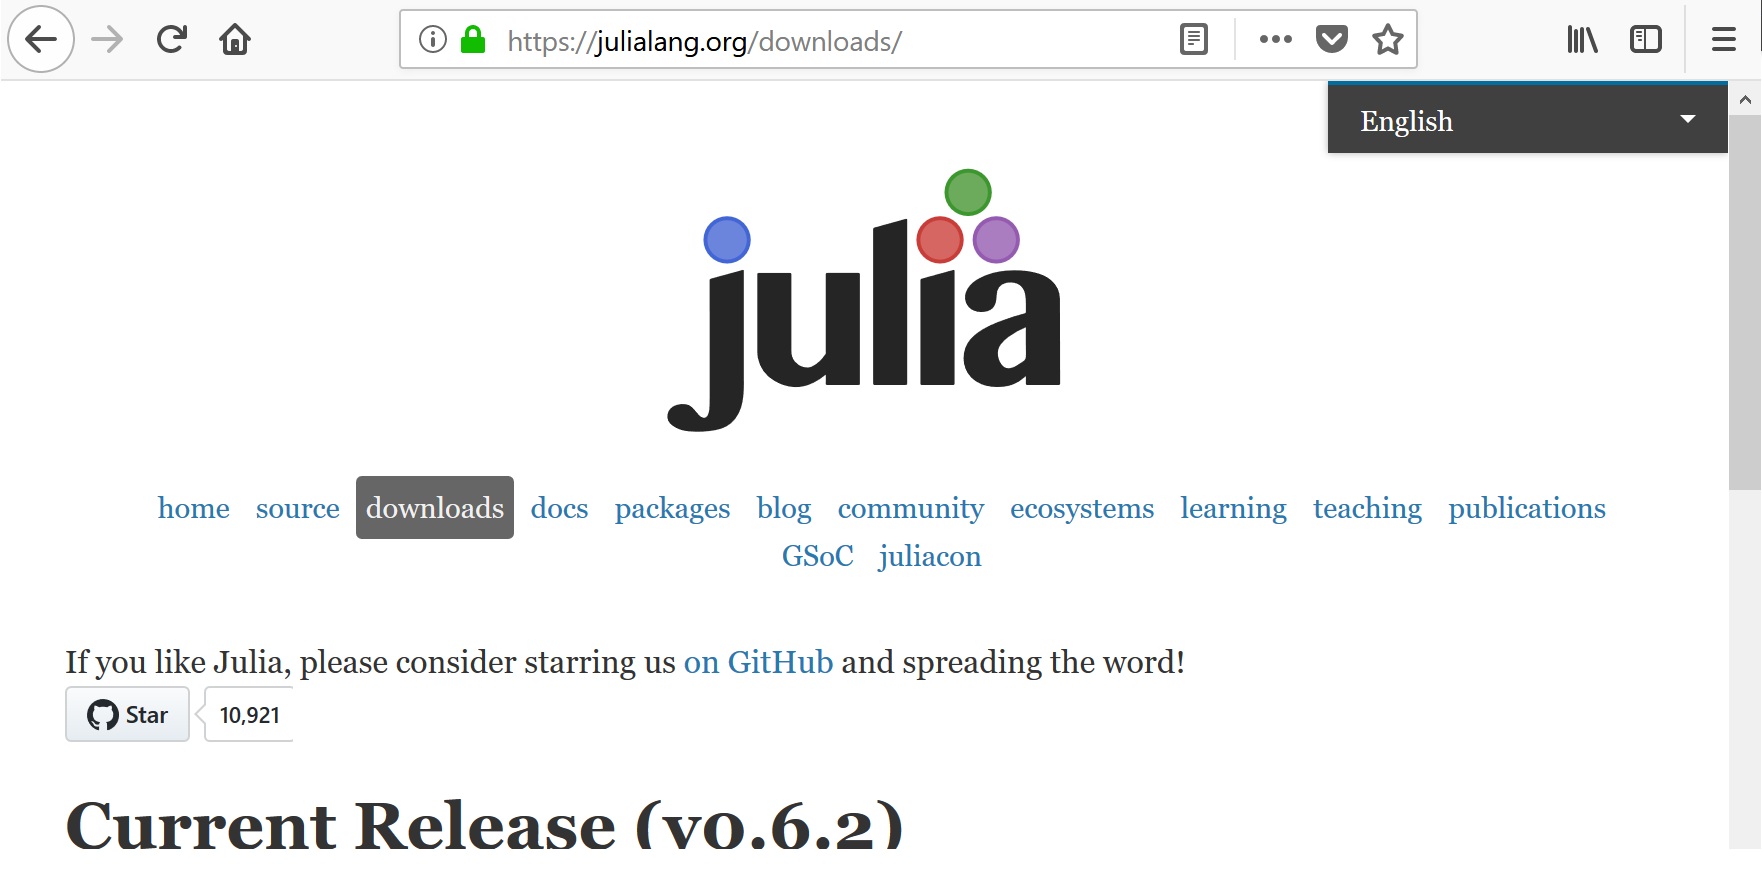 https://julialang.org/downloads/
English
julia
home source downloads docs packages blog community ecosystems learning teaching publications
GSoC juliacon
If you like Julia, please consider starring us on GitHub and spreading the word!
Star 10,921
Current Release (v0.6.2)